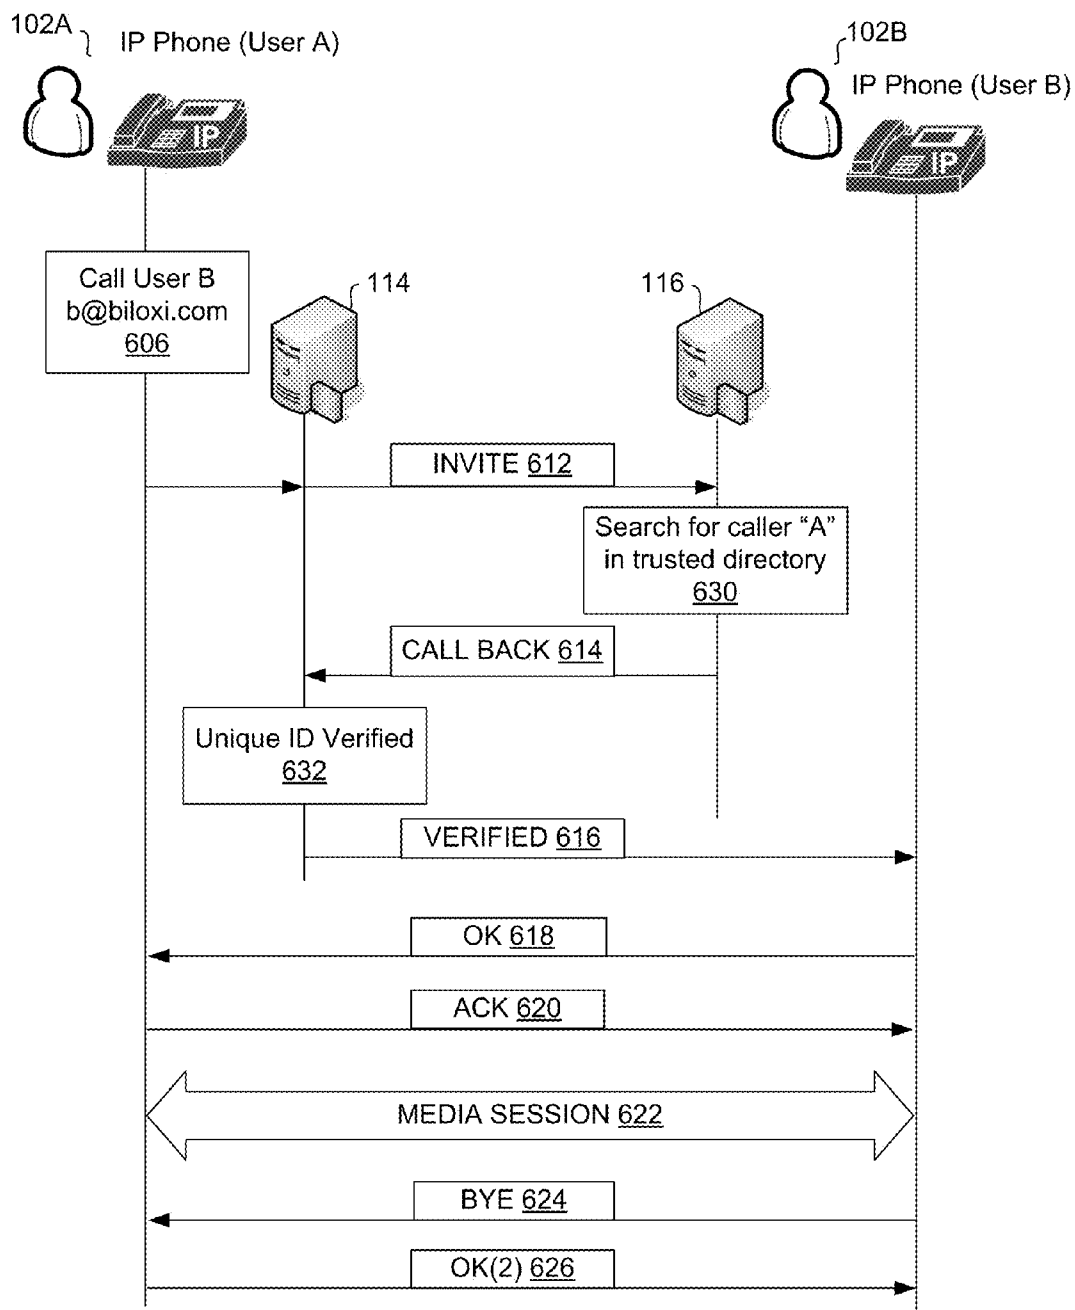 102A
IP Phone (User A)
102B
IP Phone (User B)
IP
IP
Call User B
b@biloxi.com
606
114
116
INVITE 612
Search for caller “A”
in trusted directory
630
CALL BACK 614
Unique ID Verified
632
VERIFIED 616
OK 618
ACK 620
MEDIA SESSION 622
BYE 624
OK(2) 626